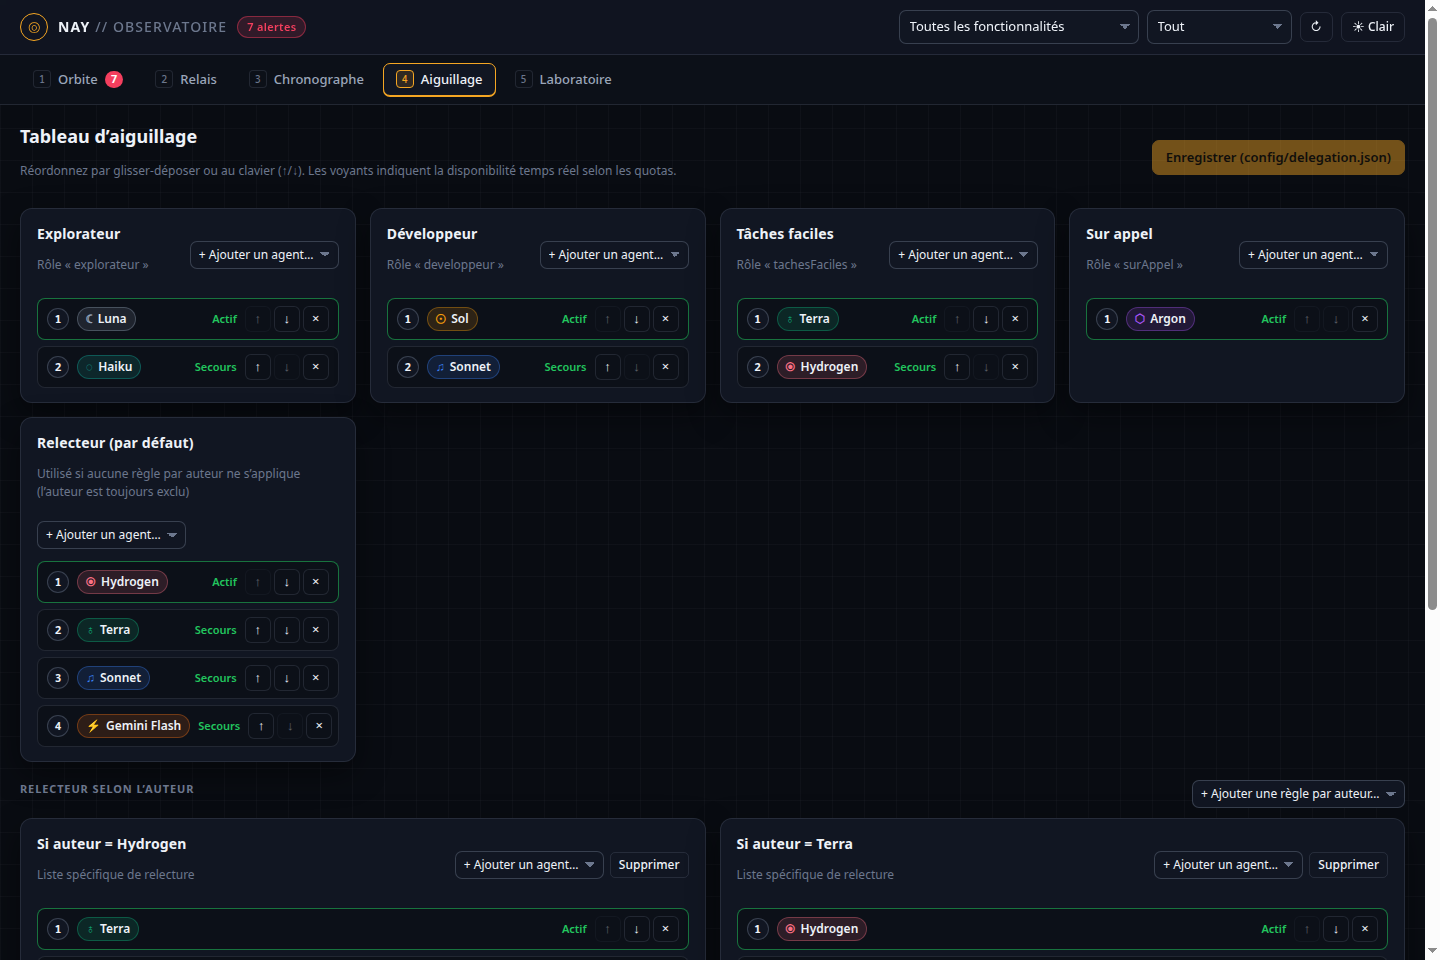 NAY // OBSERVATOIRE 7 alertes Toutes les fonctionnalités Tout ↻ ☀ Clair
1 Orbite 7 2 Relais 3 Chronographe 4 Aiguillage 5 Laboratoire
Tableau d’aiguillage
Réordonnez par glisser-déposer ou au clavier (↑/↓). Les voyants indiquent la disponibilité temps réel selon les quotas.
Enregistrer (config/delegation.json)
Explorateur
Rôle « explorateur »
+ Ajouter un agent...
1 Luna Actif ↑ ↓ ×
2 Haiku Secours ↑ ↓ ×
Développeur
Rôle « developpeur »
+ Ajouter un agent...
1 Sol Actif ↑ ↓ ×
2 Sonnet Secours ↑ ↓ ×
Tâches faciles
Rôle « tachesFaciles »
+ Ajouter un agent...
1 Terra Actif ↑ ↓ ×
2 Hydrogen Secours ↑ ↓ ×
Sur appel
Rôle « surAppel »
+ Ajouter un agent...
1 Argon Actif ↑ ↓ ×
Relecteur (par défaut)
Utilisé si aucune règle par auteur ne s’applique
(l’auteur est toujours exclu)
+ Ajouter un agent...
1 Hydrogen Actif ↑ ↓ ×
2 Terra Secours ↑ ↓ ×
3 Sonnet Secours ↑ ↓ ×
4 Gemini Flash Secours ↑ ↓ ×
RELECTEUR SELON L’AUTEUR
+ Ajouter une règle par auteur...
Si auteur = Hydrogen
Liste spécifique de relecture
+ Ajouter un agent... Supprimer
1 Terra Actif ↑ ↓ ×
Si auteur = Terra
Liste spécifique de relecture
+ Ajouter un agent... Supprimer
1 Hydrogen Actif ↑ ↓ ×